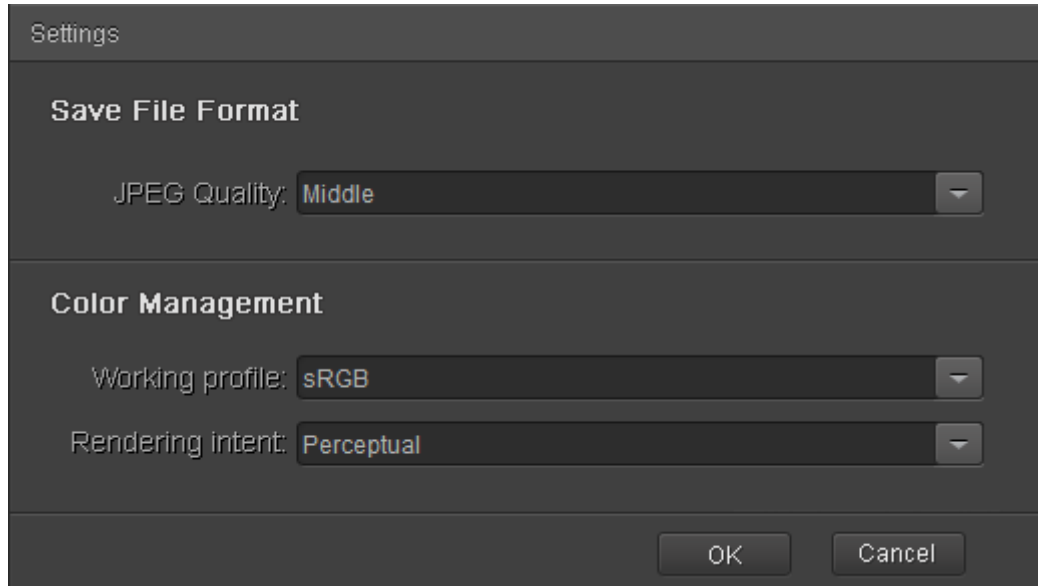 Settings
Save File Format
JPEG Quality: Middle
Color Management
Working profile: sRGB
Rendering intent: Perceptual
OK Cancel